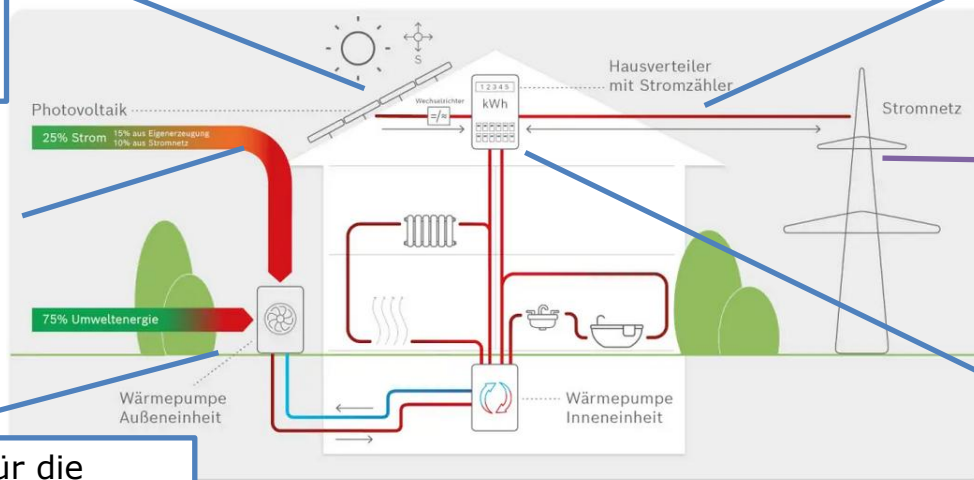 S
Hausverteiler
mit Stromzähler
12345
kWh
Wechselrichter
=/≈
Photovoltaik
Stromnetz
25% Strom
15% aus Eigenerzeugung
10% aus Stromnetz
75% Umweltenergie
Wärmepumpe
Außeneinheit
Wärmepumpe
Inneneinheit
für die